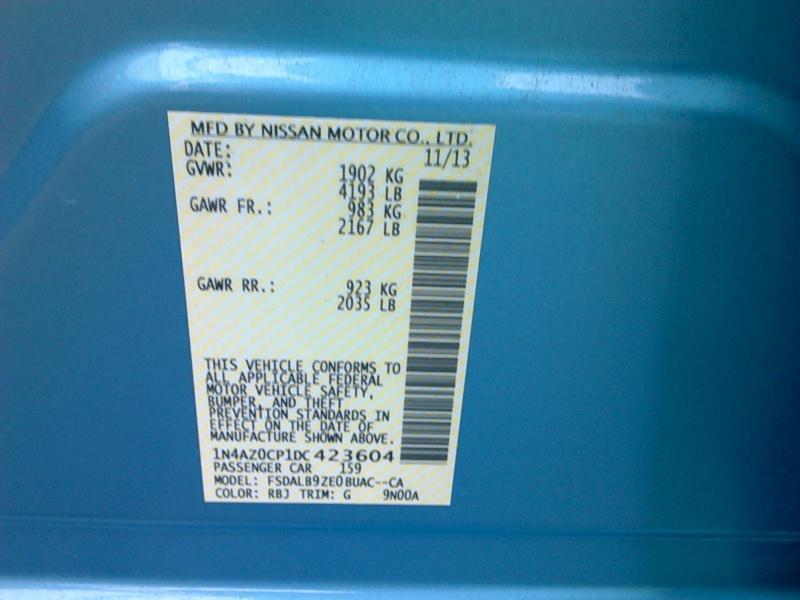 MFD BY NISSAN MOTOR CO., LTD.
DATE: 11/13
GVWR: 1902 KG
4193 LB
GAWR FR.: 983 KG
2167 LB
GAWR RR.: 923 KG
2035 LB
THIS VEHICLE CONFORMS TO
ALL APPLICABLE FEDERAL
MOTOR VEHICLE SAFETY,
BUMPER, AND THEFT
PREVENTION STANDARDS IN
EFFECT ON THE DATE OF
MANUFACTURE SHOWN ABOVE.
1N4AZ0CP1DC423604
PASSENGER CAR 159
MODEL: FSDALB9ZE0BUAC--CA
COLOR: RBJ TRIM: G 9N00A